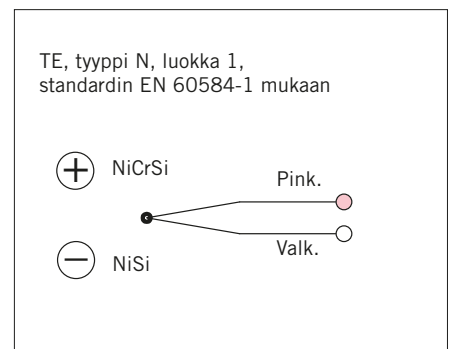 TE, tyyppi N, luokka 1,
standardin EN 60584-1 mukaan
+ NiCrSi
Pink.
Valk.
− NiSi